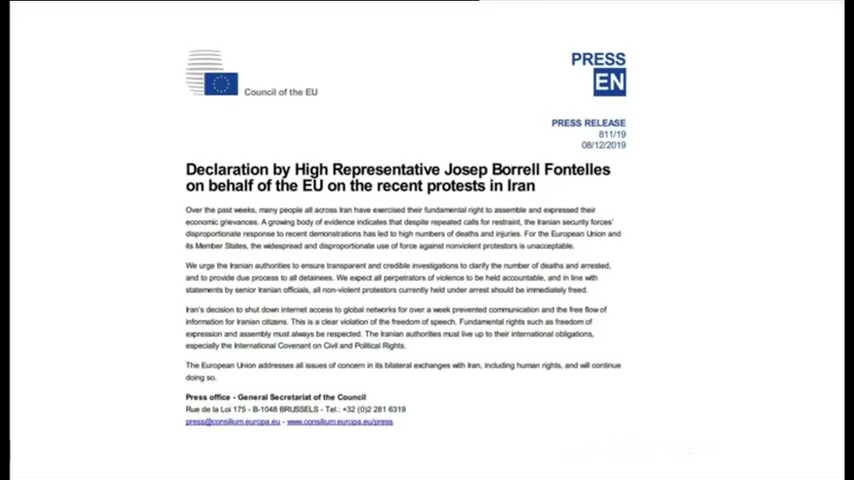 Council of the EU
PRESS
EN
PRESS RELEASE
811/19
08/12/2019
Declaration by High Representative Josep Borrell Fontelles
on behalf of the EU on the recent protests in Iran
Over the past weeks, many people all across Iran have exercised their fundamental right to assemble and expressed their
economic grievances. A growing body of evidence indicates that despite repeated calls for restraint, the Iranian security forces'
disproportionate response to recent demonstrations has led to high numbers of deaths and injuries. For the European Union and
its Member States, the widespread and disproportionate use of force against nonviolent protestors is unacceptable.
We urge the Iranian authorities to ensure transparent and credible investigations to clarify the number of deaths and arrested,
and to provide due process to all detainees. We expect all perpetrators of violence to be held accountable, and in line with
statements by senior Iranian officials, all non-violent protestors currently held under arrest should be immediately freed.
Iran's decision to shut down internet access to global networks for over a week prevented communication and the free flow of
information for Iranian citizens. This is a clear violation of the freedom of speech. Fundamental rights such as freedom of
expression and assembly must always be respected. The Iranian authorities must live up to their international obligations,
especially the International Covenant on Civil and Political Rights.
The European Union addresses all issues of concern in its bilateral exchanges with Iran, including human rights, and will continue
doing so.
Press office - General Secretariat of the Council
Rue de la Loi 175 - B-1048 BRUSSELS - Tel.: +32 (0)2 281 6319
press@consilium.europa.eu - www.consilium.europa.eu/press